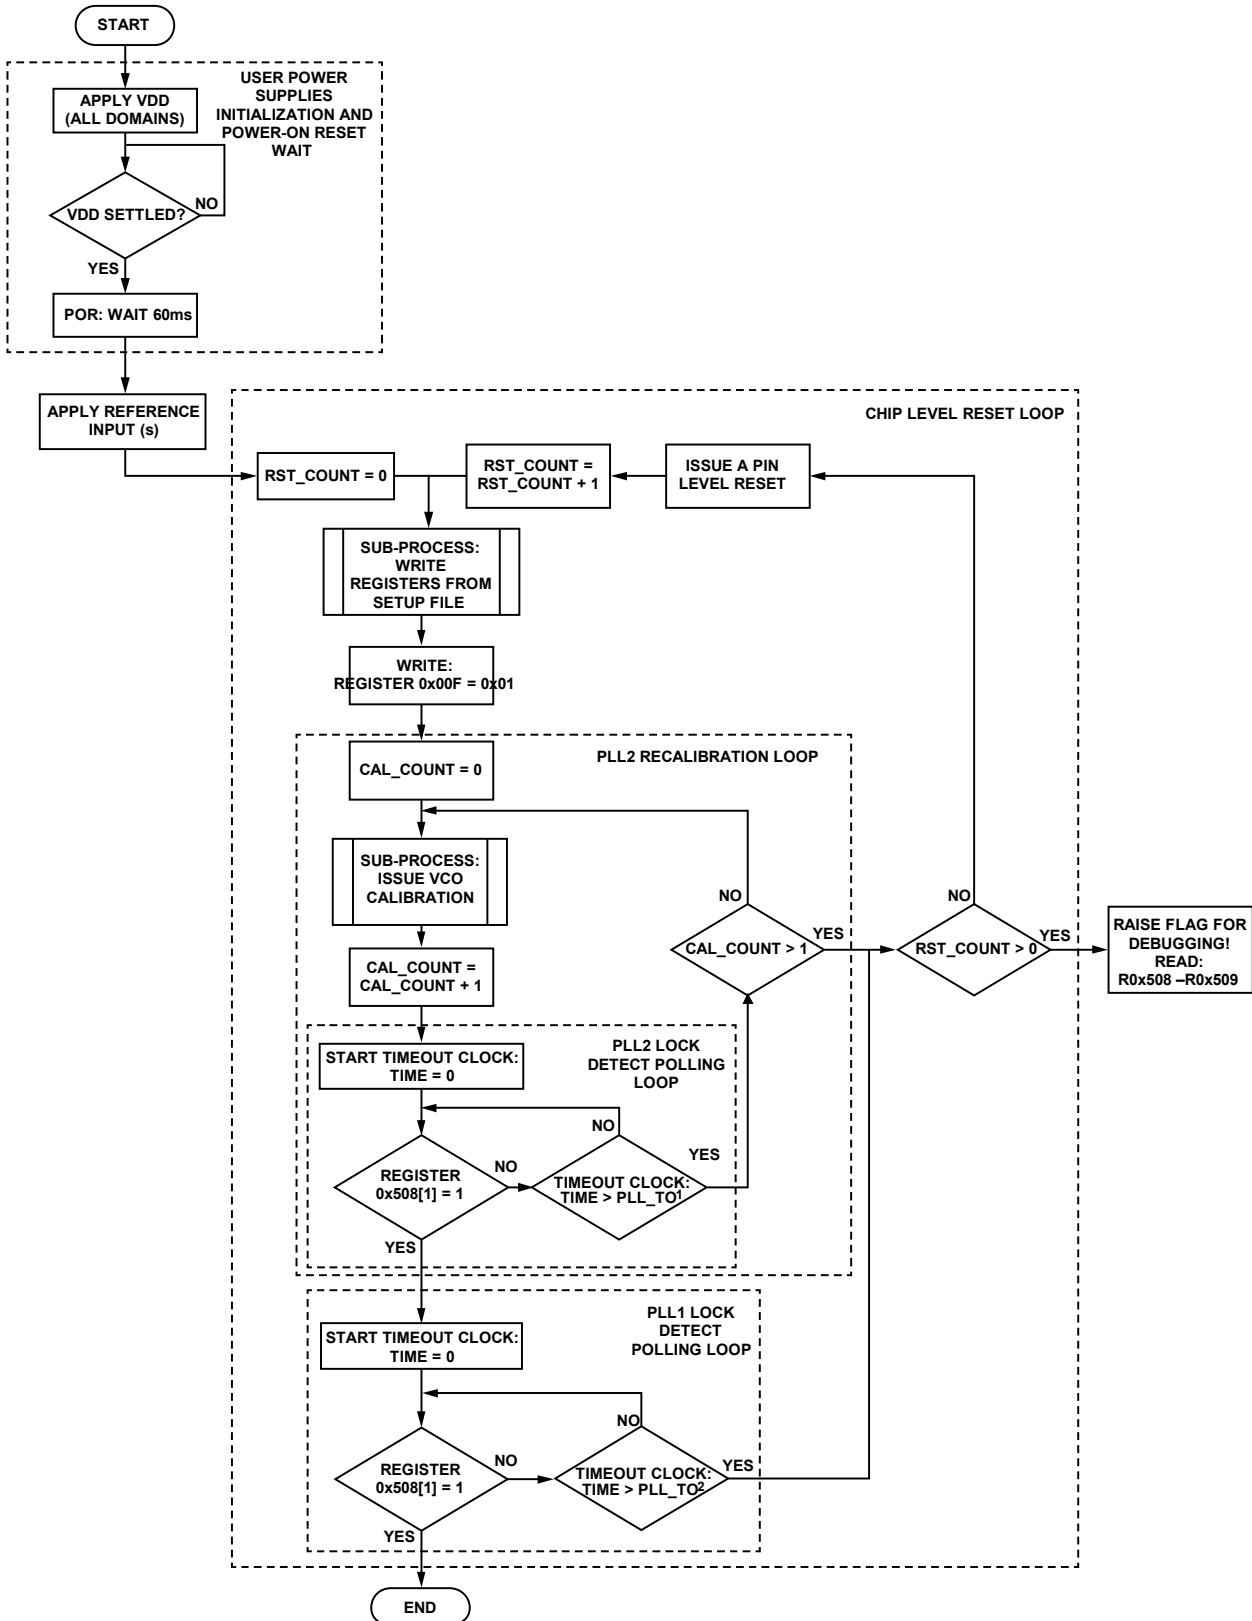 START
USER POWER
SUPPLIES
INITIALIZATION AND
POWER-ON RESET
WAIT
APPLY VDD
(ALL DOMAINS)
NO
VDD SETTLED?
YES
POR: WAIT 60ms
APPLY REFERENCE
INPUT (s)
CHIP LEVEL RESET LOOP
RST_COUNT = 0
RST_COUNT =
RST_COUNT + 1
ISSUE A PIN
LEVEL RESET
SUB-PROCESS:
WRITE
REGISTERS FROM
SETUP FILE
WRITE:
REGISTER 0x00F = 0x01
PLL2 RECALIBRATION LOOP
CAL_COUNT = 0
SUB-PROCESS:
ISSUE VCO
CALIBRATION
NO
CAL_COUNT > 1
YES
NO
RST_COUNT > 0
YES
RAISE FLAG FOR
DEBUGGING!
READ:
R0x508 –R0x509
CAL_COUNT =
CAL_COUNT + 1
PLL2 LOCK
DETECT POLLING
LOOP
START TIMEOUT CLOCK:
TIME = 0
NO
REGISTER
0x508[1] = 1
NO
TIMEOUT CLOCK:
TIME > PLL_TO1
YES
YES
PLL1 LOCK
DETECT
POLLING LOOP
START TIMEOUT CLOCK:
TIME = 0
NO
REGISTER
0x508[1] = 1
NO
TIMEOUT CLOCK:
TIME > PLL_TO2
YES
YES
END